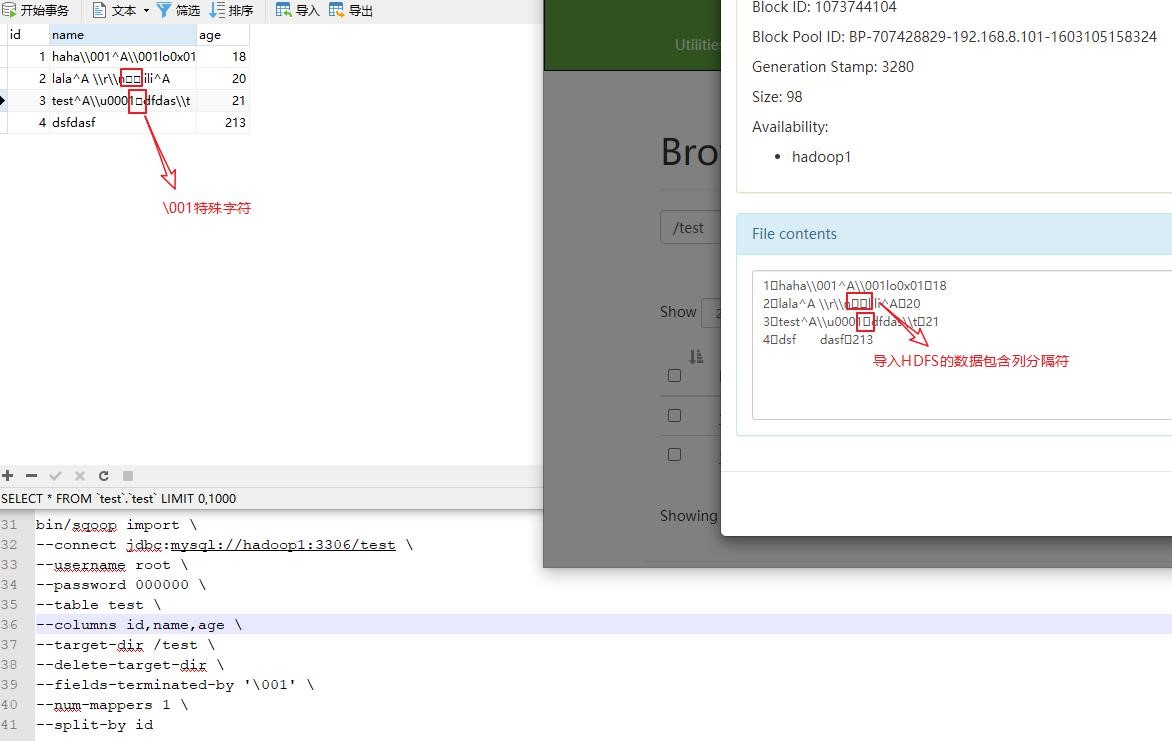 开始事务 文本 筛选 排序 导入 导出
id name age
1 haha\\001^A\\001lo0x01 18
2 lala^A \\r\\n□□ili^A 20
3 test^A\\u0001□dfdas\\t 21
4 dsfdasf 213
\001特殊字符
SELECT * FROM `test`.`test` LIMIT 0,1000
31 bin/sqoop import \
32 --connect jdbc:mysql://hadoop1:3306/test \
33 --username root \
34 --password 000000 \
35 --table test \
36 --columns id,name,age \
37 --target-dir /test \
38 --delete-target-dir \
39 --fields-terminated-by '\001' \
40 --num-mappers 1 \
41 --split-by id
Utilitie
Bro
/test
Show 2
Showing
Block ID: 1073744104
Block Pool ID: BP-707428829-192.168.8.101-1603105158324
Generation Stamp: 3280
Size: 98
Availability:
• hadoop1
File contents
1□haha\\001^A\\001lo0x01□18
2□lala^A \\r\\n□□ili^A□20
3□test^A\\u0001□dfdas\\t□21
4□dsf dasf□213
导入HDFS的数据包含列分隔符